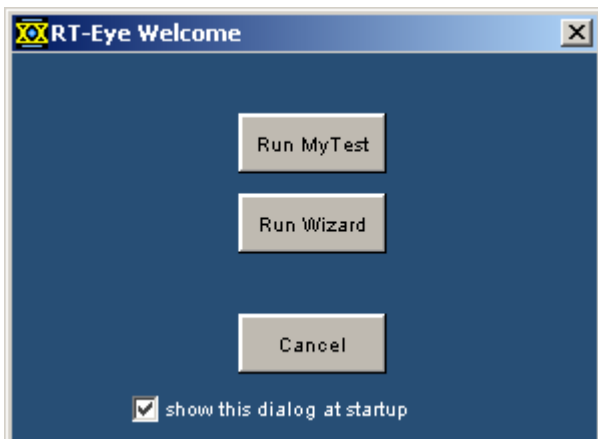 RT-Eye Welcome
Run MyTest
Run Wizard
Cancel
show this dialog at startup